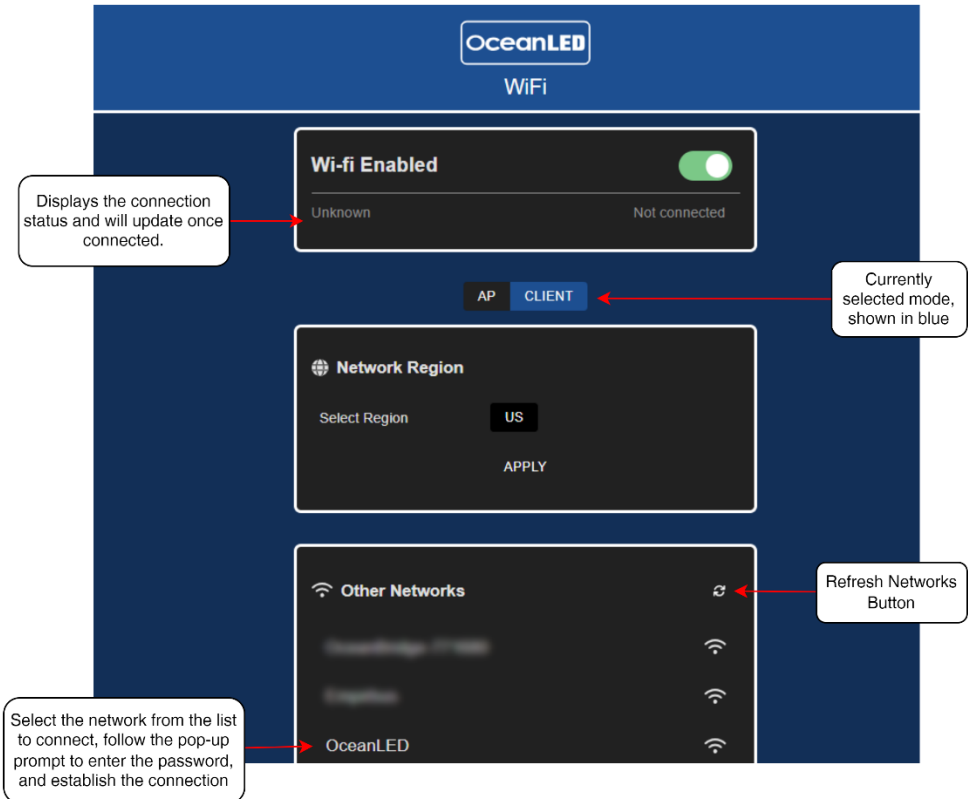 OceanLED
WiFi
Wi-fi Enabled
Unknown Not connected
Displays the connection
status and will update once
connected.
AP CLIENT
Currently
selected mode,
shown in blue
Network Region
Select Region US
APPLY
Other Networks
Refresh Networks
Button
Select the network from the list
to connect, follow the pop-up
prompt to enter the password,
and establish the connection
OceanLED